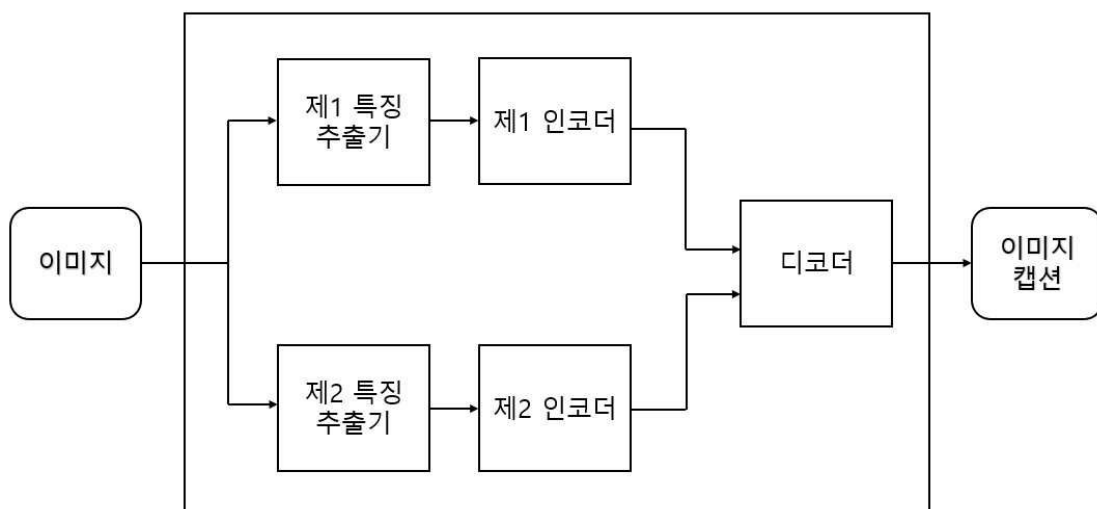 이미지
제1 특징
추출기
제1 인코더
제2 특징
추출기
제2 인코더
디코더
이미지
캡션